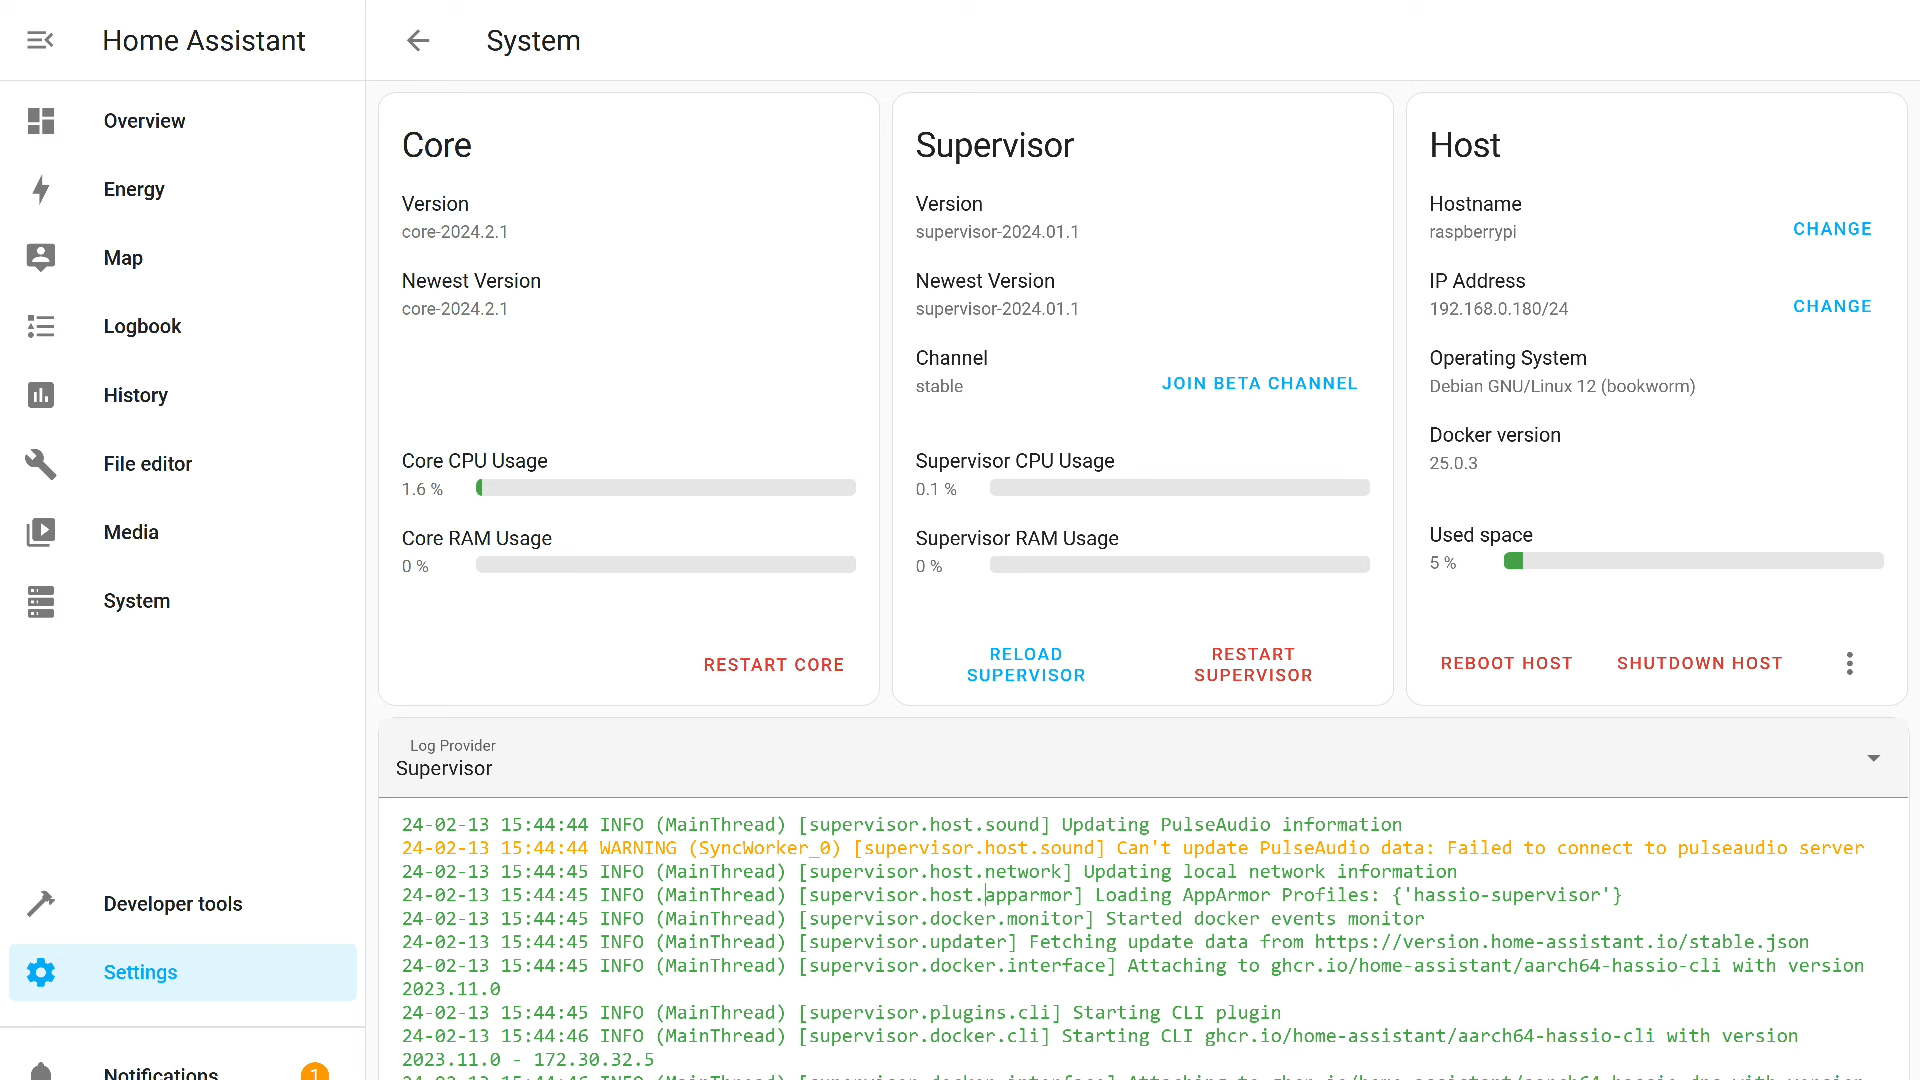 Home Assistant
System
Overview
Energy
Map
Logbook
History
File editor
Media
System
Developer tools
Settings
Notifications
1
Core
Version
core-2024.2.1
Newest Version
core-2024.2.1
Core CPU Usage
1.6 %
Core RAM Usage
0 %
RESTART CORE
Supervisor
Version
supervisor-2024.01.1
Newest Version
supervisor-2024.01.1
Channel
stable
JOIN BETA CHANNEL
Supervisor CPU Usage
0.1 %
Supervisor RAM Usage
0 %
RELOAD
SUPERVISOR
RESTART
SUPERVISOR
Host
Hostname
raspberrypi
CHANGE
IP Address
192.168.0.180/24
CHANGE
Operating System
Debian GNU/Linux 12 (bookworm)
Docker version
25.0.3
Used space
5 %
REBOOT HOST
SHUTDOWN HOST
Log Provider
Supervisor
24-02-13 15:44:44 INFO (MainThread) [supervisor.host.sound] Updating PulseAudio information
24-02-13 15:44:44 WARNING (SyncWorker_0) [supervisor.host.sound] Can't update PulseAudio data: Failed to connect to pulseaudio server
24-02-13 15:44:45 INFO (MainThread) [supervisor.host.network] Updating local network information
24-02-13 15:44:45 INFO (MainThread) [supervisor.host.apparmor] Loading AppArmor Profiles: {'hassio-supervisor'}
24-02-13 15:44:45 INFO (MainThread) [supervisor.docker.monitor] Started docker events monitor
24-02-13 15:44:45 INFO (MainThread) [supervisor.updater] Fetching update data from https://version.home-assistant.io/stable.json
24-02-13 15:44:45 INFO (MainThread) [supervisor.docker.interface] Attaching to ghcr.io/home-assistant/aarch64-hassio-cli with version
2023.11.0
24-02-13 15:44:45 INFO (MainThread) [supervisor.plugins.cli] Starting CLI plugin
24-02-13 15:44:46 INFO (MainThread) [supervisor.docker.cli] Starting CLI ghcr.io/home-assistant/aarch64-hassio-cli with version
2023.11.0 - 172.30.32.5